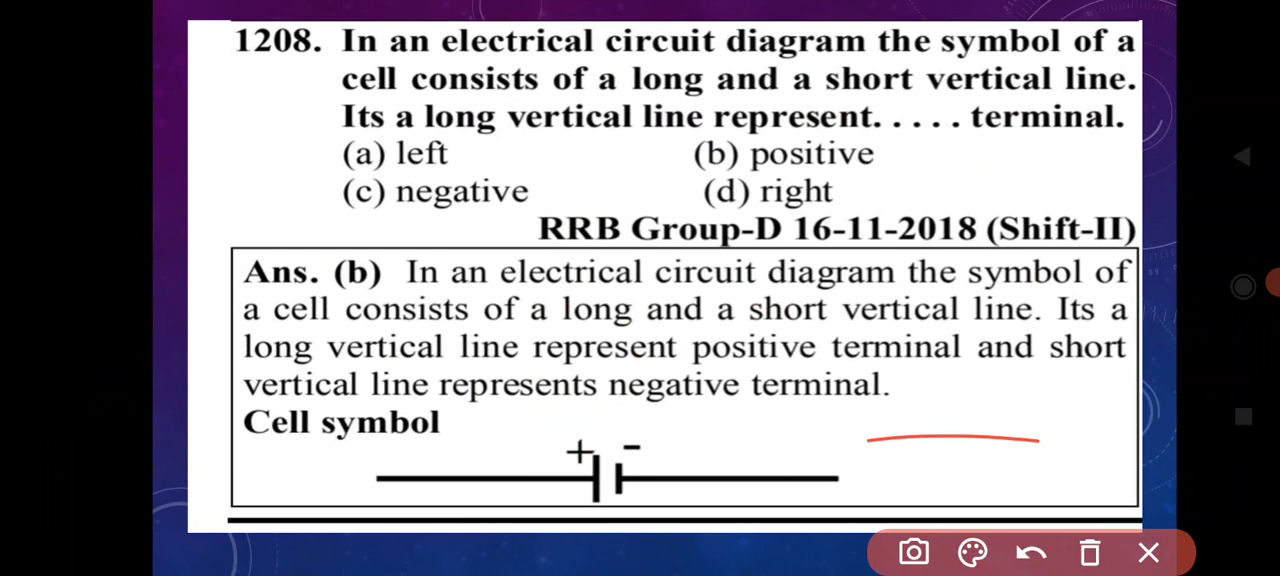 1208. In an electrical circuit diagram the symbol of a
cell consists of a long and a short vertical line.
Its a long vertical line represent. . . . . terminal.
(a) left (b) positive
(c) negative (d) right
RRB Group-D 16-11-2018 (Shift-II)
Ans. (b) In an electrical circuit diagram the symbol of
a cell consists of a long and a short vertical line. Its a
long vertical line represent positive terminal and short
vertical line represents negative terminal.
Cell symbol
+ -